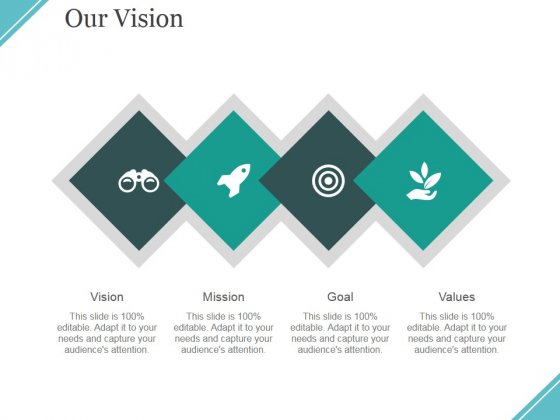 Our Vision
Vision
This slide is 100%
editable. Adapt it to your
needs and capture your
audience's attention.
Mission
This slide is 100%
editable. Adapt it to your
needs and capture your
audience's attention.
Goal
This slide is 100%
editable. Adapt it to your
needs and capture your
audience's attention.
Values
This slide is 100%
editable. Adapt it to your
needs and capture your
audience's attention.